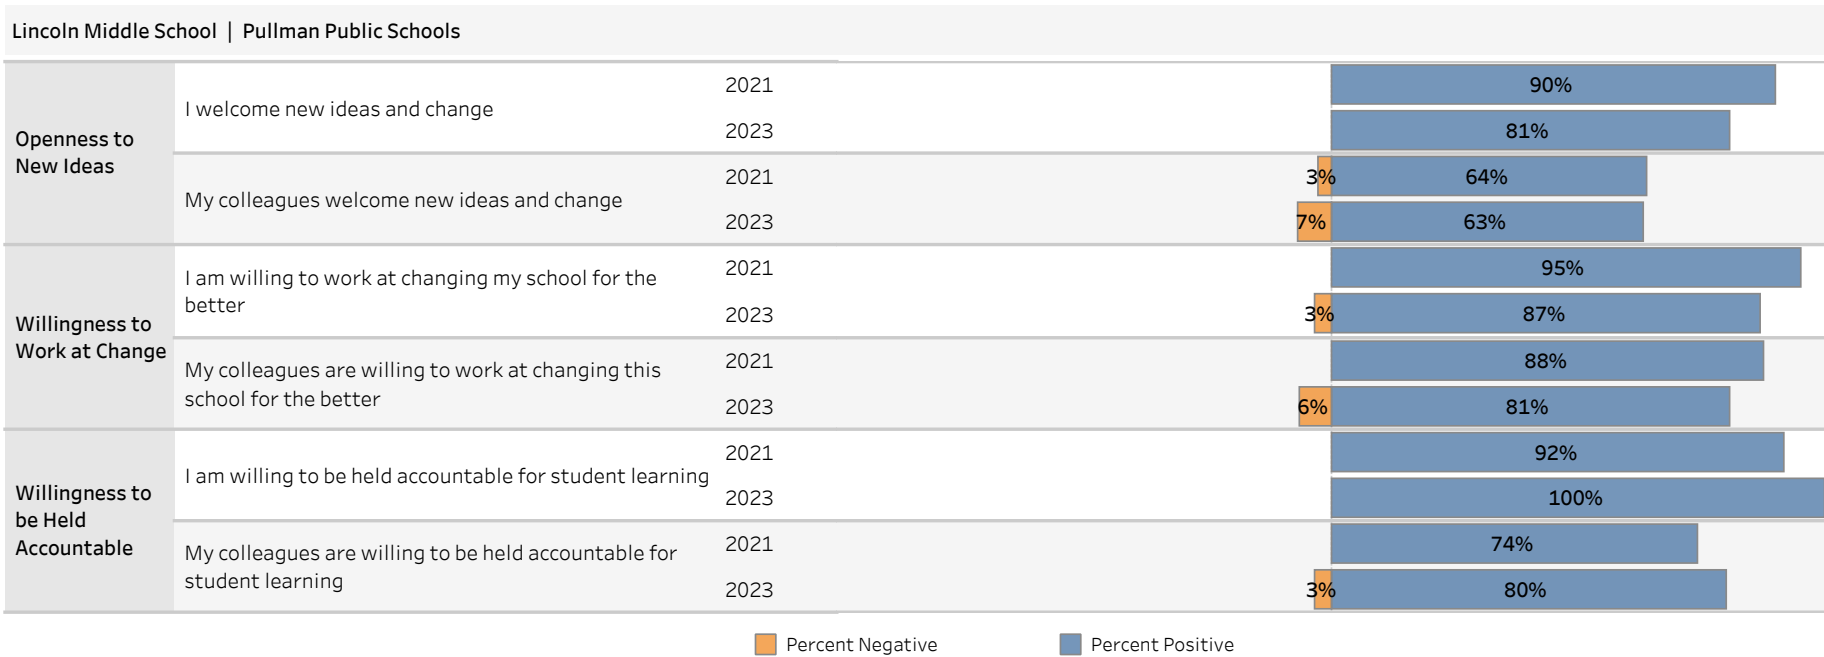 Lincoln Middle School | Pullman Public Schools
Openness to
New Ideas
I welcome new ideas and change
2021
90%
2023
81%
My colleagues welcome new ideas and change
2021
3%
64%
2023
7%
63%
Willingness to
Work at Change
I am willing to work at changing my school for the
better
2021
95%
2023
3%
87%
My colleagues are willing to work at changing this
school for the better
2021
88%
2023
6%
81%
Willingness to
be Held
Accountable
I am willing to be held accountable for student learning
2021
92%
2023
100%
My colleagues are willing to be held accountable for
student learning
2021
74%
2023
3%
80%
Percent Negative
Percent Positive